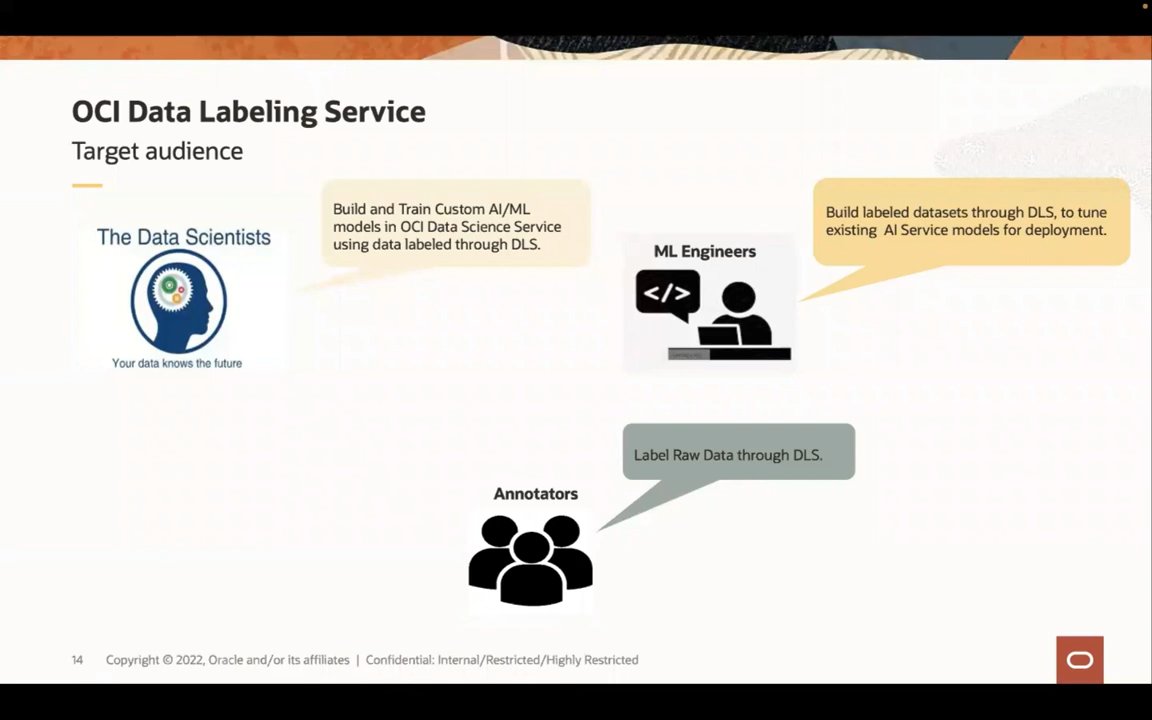 OCI Data Labeling Service
Target audience
The Data Scientists
Your data knows the future
Build and Train Custom AI/ML
models in OCI Data Science Service
using data labeled through DLS.
ML Engineers
</>
Build labeled datasets through DLS, to tune
existing AI Service models for deployment.
Annotators
Label Raw Data through DLS.
14 Copyright © 2022, Oracle and/or its affiliates | Confidential: Internal/Restricted/Highly Restricted